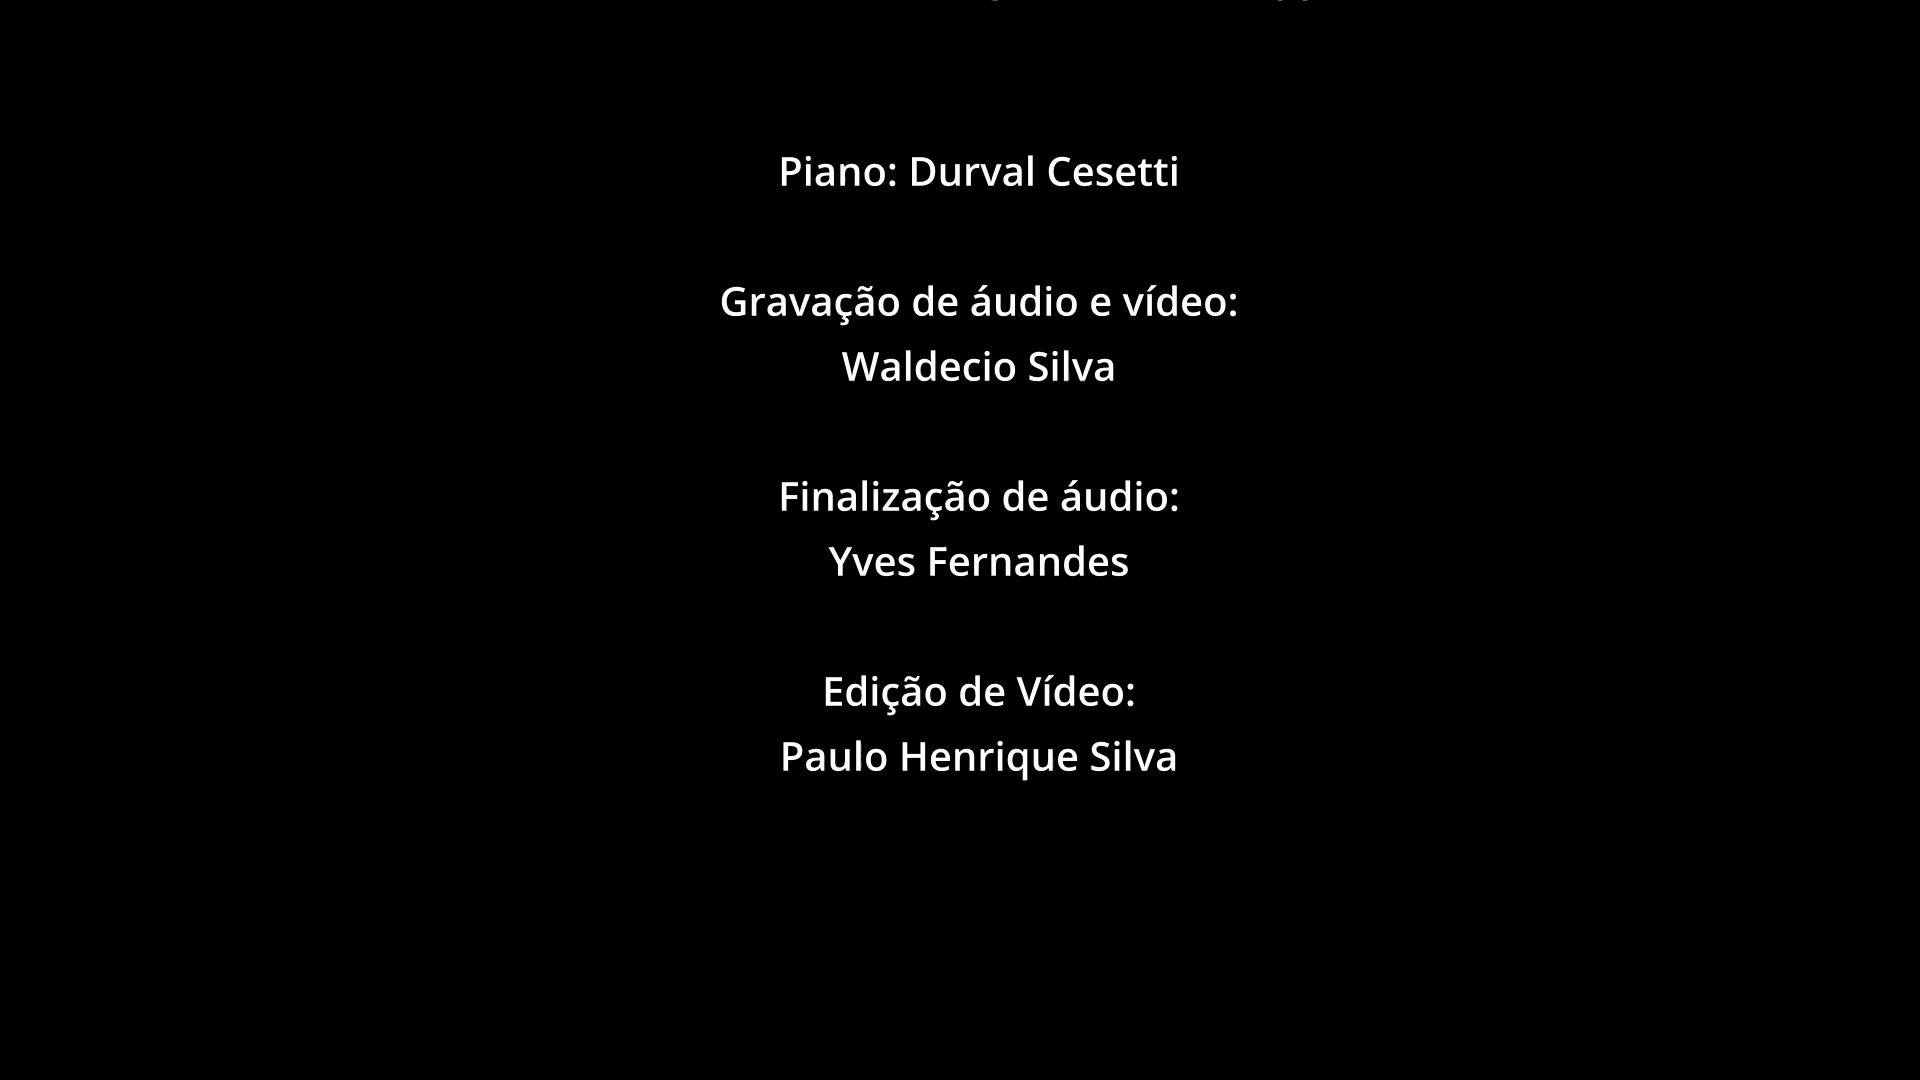 Piano: Durval Cesetti
Gravação de áudio e vídeo:
Waldecio Silva
Finalização de áudio:
Yves Fernandes
Edição de Vídeo:
Paulo Henrique Silva